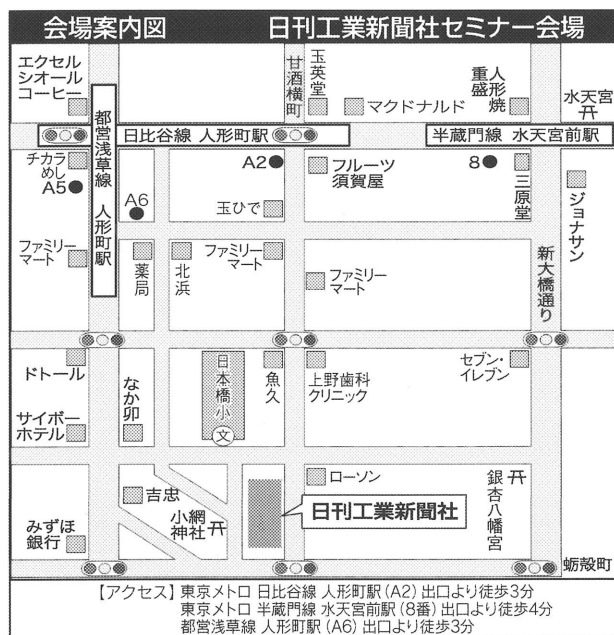 会場案内図 日刊工業新聞社セミナー会場
エクセル
シオール
コーヒー
甘酒横町
玉英堂
マクドナルド
人形焼
重盛
水天宮
都営浅草線 人形町駅
日比谷線 人形町駅
半蔵門線 水天宮前駅
チカラ
めし
A5
A6
A2
フルーツ
須賀屋
8
三原堂
ジョナサン
玉ひで
ファミリー
マート
薬局
北浜
ファミリー
マート
ファミリー
マート
新大橋通り
ドトール
なか卯
日本橋小
文
魚久
上野歯科
クリニック
セブン・
イレブン
サイボー
ホテル
吉忠
小網
神社
ローソン
日刊工業新聞社
銀杏八幡宮
みずほ
銀行
蛎殻町
【アクセス】東京メトロ 日比谷線 人形町駅(A2)出口より徒歩3分
東京メトロ 半蔵門線 水天宮前駅(8番)出口より徒歩4分
都営浅草線 人形町駅(A6)出口より徒歩3分